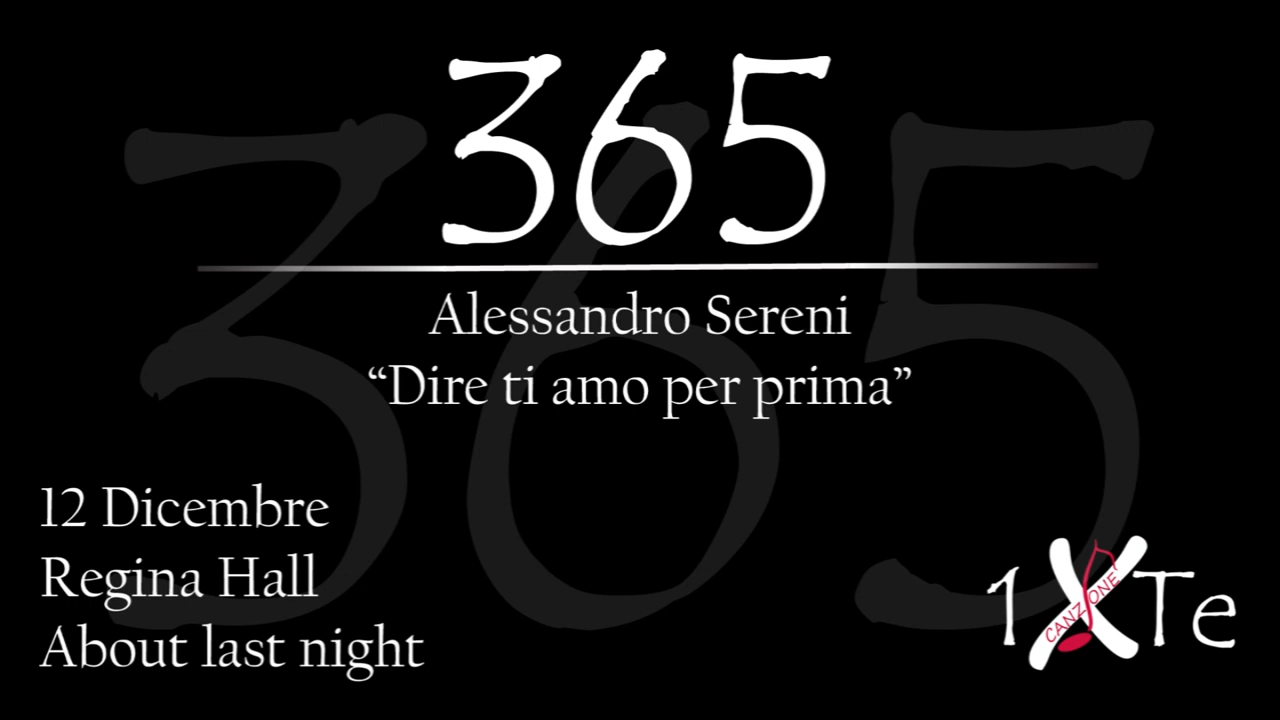 365
Alessandro Sereni
“Dire ti amo per prima”
12 Dicembre
Regina Hall
About last night
1XTe
CANZONE